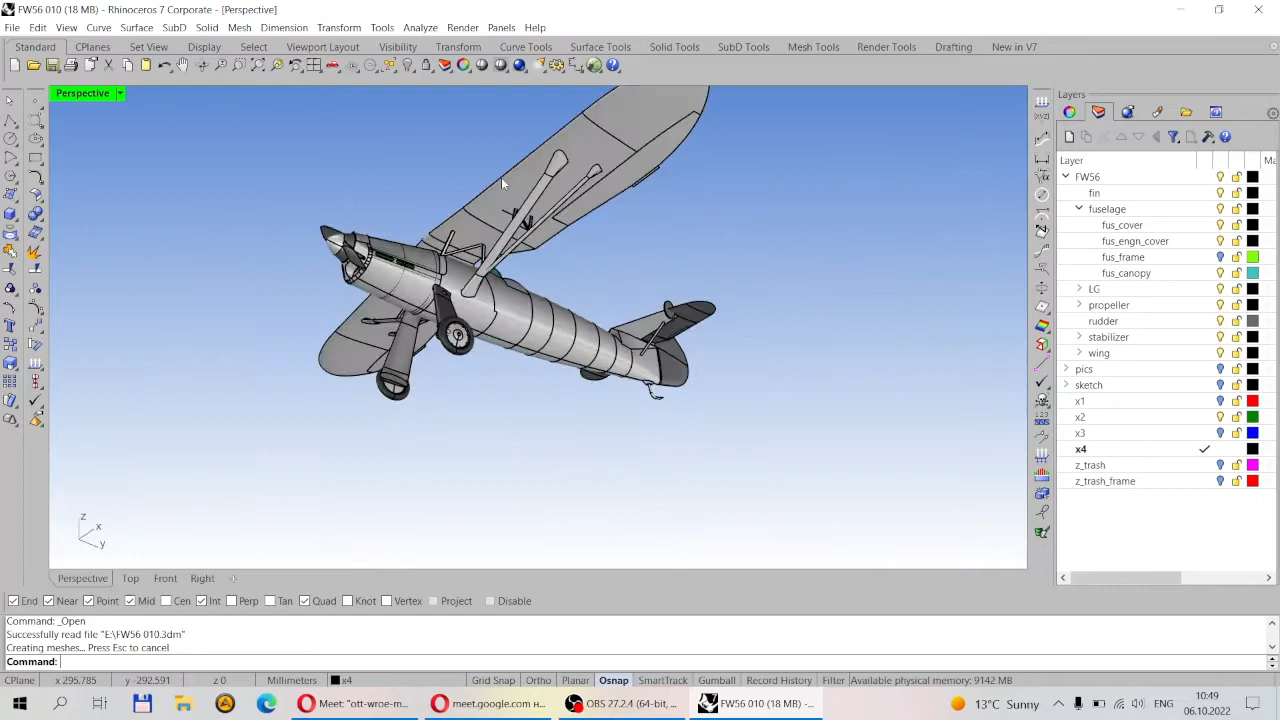 FW56 010 (18 MB) - Rhinoceros 7 Corporate - [Perspective]
File Edit View Curve Surface SubD Solid Mesh Dimension Transform Tools Analyze Render Panels Help
Standard CPlanes Set View Display Select Viewport Layout Visibility Transform Curve Tools Surface Tools Solid Tools SubD Tools Mesh Tools Render Tools Drafting New in V7
Perspective
Layers
Layer Ma
FW56
fin
fuselage
fus_cover
fus_engn_cover
fus_frame
fus_canopy
LG
propeller
rudder
stabilizer
wing
pics
sketch
x1
x2
x3
x4
z_trash
z_trash_frame
z
x
y
Perspective Top Front Right
End Near Point Mid Cen Int Perp Tan Quad Knot Vertex Project Disable
Command: _Open
Successfully read file "E:\FW56 010.3dm"
Creating meshes... Press Esc to cancel
Command:
CPlane x 295.785 y -292.591 z 0 Millimeters x4 Grid Snap Ortho Planar Osnap SmartTrack Gumball Record History Filter Available physical memory: 9142 MB
Meet: "ott-wroe-m... meet.google.com н... OBS 27.2.4 (64-bit, ... FW56 010 (18 MB) -... 13°C Sunny ENG 10:49
06.10.2022